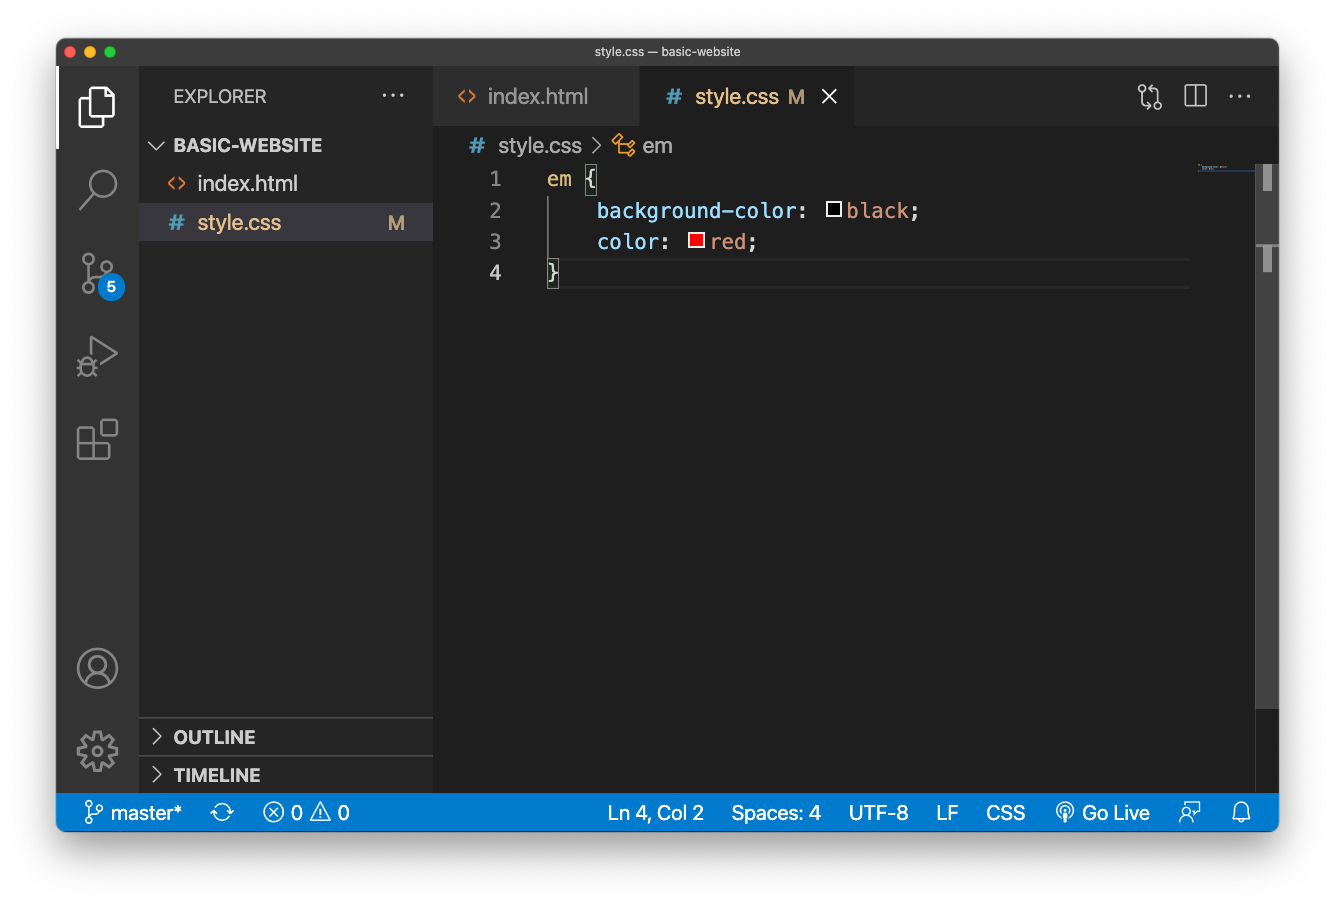 style.css — basic-website
EXPLORER
BASIC-WEBSITE
index.html
style.css M
5
OUTLINE
TIMELINE
index.html
style.css M
style.css > em
1 em {
2 background-color: black;
3 color: red;
4 }
master* 0 0 Ln 4, Col 2 Spaces: 4 UTF-8 LF CSS Go Live